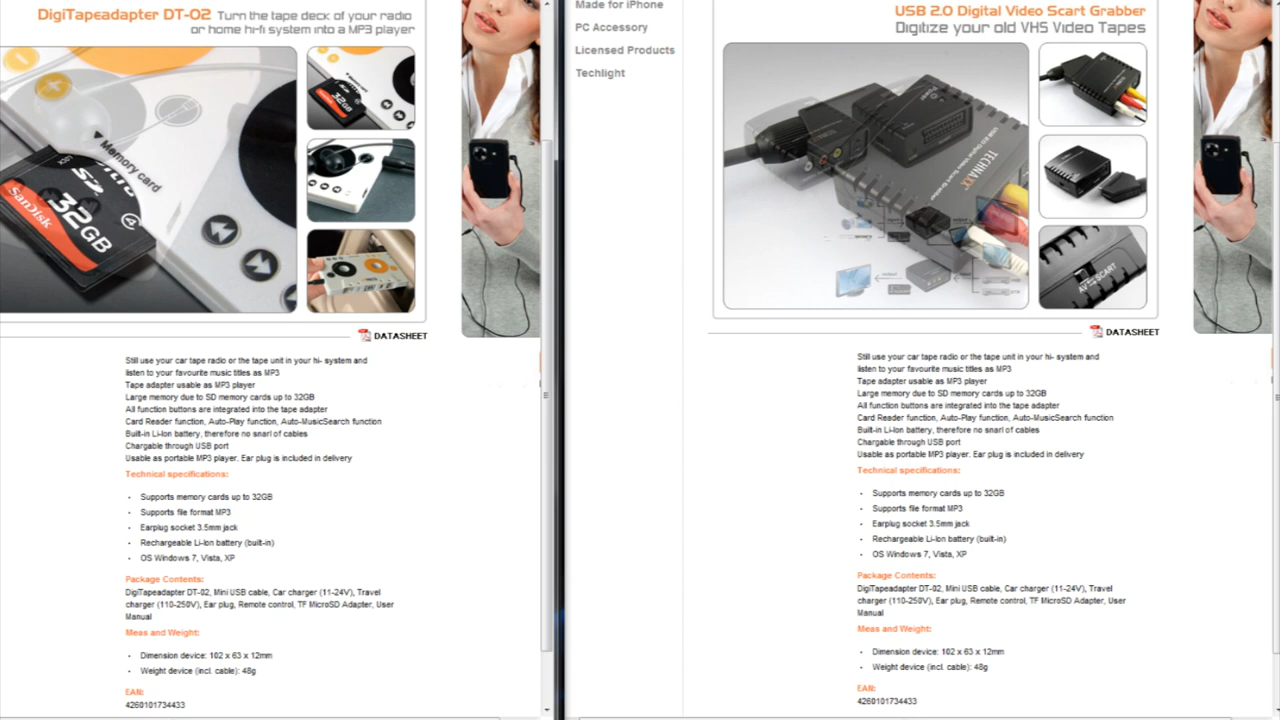 DigiTapeadapter DT-02 Turn the tape deck of your radio
or home hi-fi system into a MP3 player
Memory card
SanDisk
32GB
4
DATASHEET
Still use your car tape radio or the tape unit in your hi- system and
listen to your favourite music titles as MP3
Tape adapter usable as MP3 player
Large memory due to SD memory cards up to 32GB
All function buttons are integrated into the tape adapter
Card Reader function, Auto-Play function, Auto-MusicSearch function
Built-in Li-Ion battery, therefore no snarl of cables
Chargable through USB port
Usable as portable MP3 player. Ear plug is included in delivery
Technical specifications:
• Supports memory cards up to 32GB
• Supports file format MP3
• Earplug socket 3.5mm jack
• Rechargeable Li-Ion battery (built-in)
• OS Windows 7, Vista, XP
Package Contents:
DigiTapeadapter DT-02, Mini USB cable, Car charger (11-24V), Travel
charger (110-250V), Ear plug, Remote control, TF MicroSD Adapter, User
Manual
Meas and Weight:
• Dimension device: 102 x 63 x 12mm
• Weight device (incl. cable): 48g
EAN:
4260101734433
Made for iPhone
PC Accessory
Licensed Products
Techlight
USB 2.0 Digital Video Scart Grabber
Digitize your old VHS Video Tapes
Power
USB 2.0 Digital Video Scart Grabber
TECHNAXX
output
AV
SCART
DATASHEET
Still use your car tape radio or the tape unit in your hi- system and
listen to your favourite music titles as MP3
Tape adapter usable as MP3 player
Large memory due to SD memory cards up to 32GB
All function buttons are integrated into the tape adapter
Card Reader function, Auto-Play function, Auto-MusicSearch function
Built-in Li-Ion battery, therefore no snarl of cables
Chargable through USB port
Usable as portable MP3 player. Ear plug is included in delivery
Technical specifications:
• Supports memory cards up to 32GB
• Supports file format MP3
• Earplug socket 3.5mm jack
• Rechargeable Li-Ion battery (built-in)
• OS Windows 7, Vista, XP
Package Contents:
DigiTapeadapter DT-02, Mini USB cable, Car charger (11-24V), Travel
charger (110-250V), Ear plug, Remote control, TF MicroSD Adapter, User
Manual
Meas and Weight:
• Dimension device: 102 x 63 x 12mm
• Weight device (incl. cable): 48g
EAN:
4260101734433